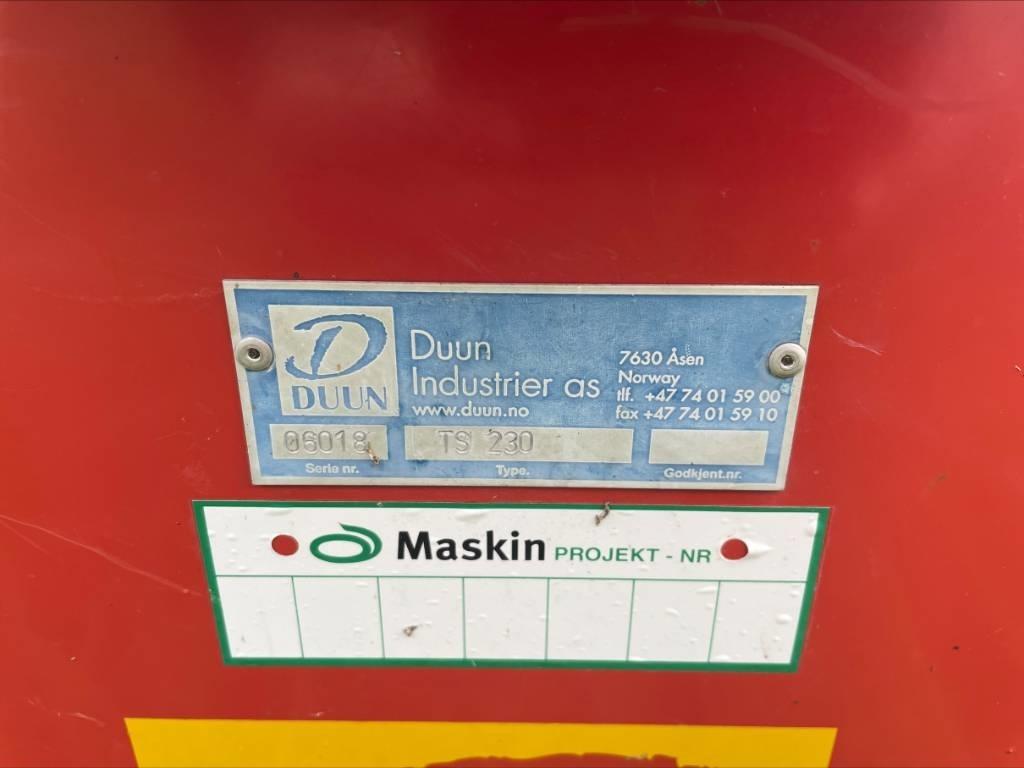 D
DUUN
Duun
Industrier as
www.duun.no
7630 Åsen
Norway
tlf. +47 74 01 59 00
fax +47 74 01 59 10
06018
Serie nr.
TS 230
Type.
Godkjent.nr.
Maskin PROJEKT - NR